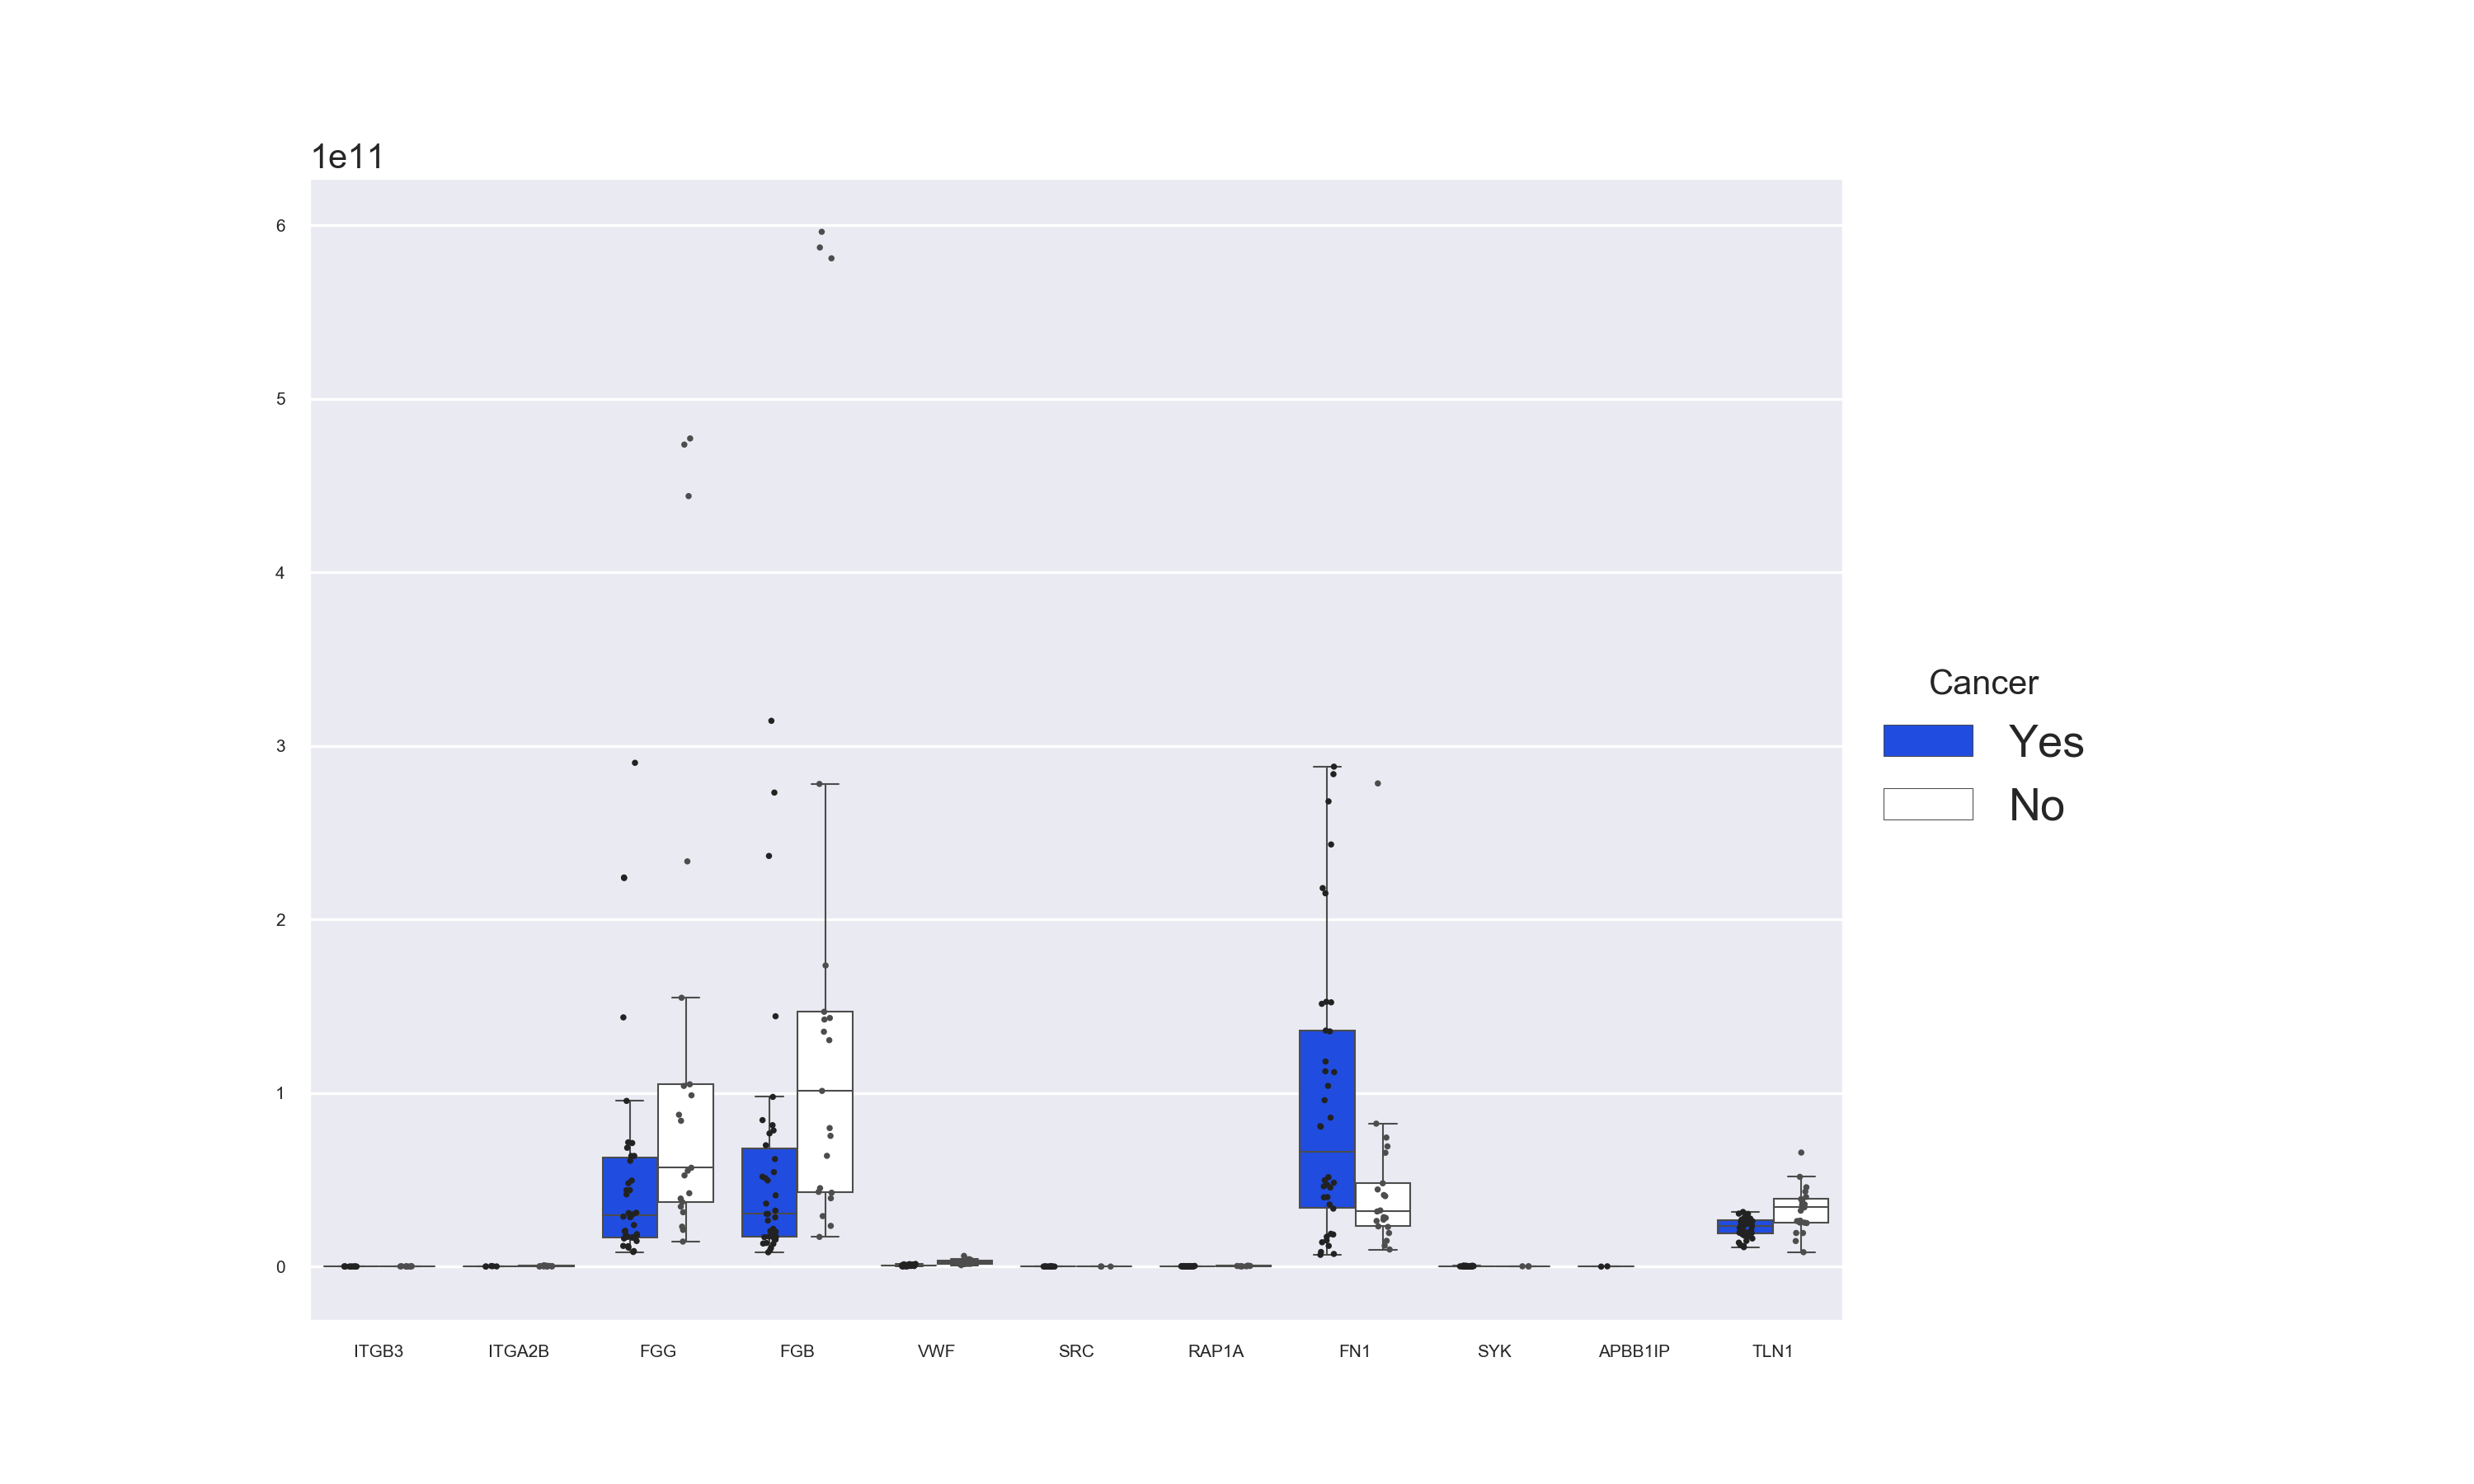 1e11
6
5
4
3
2
1
0
ITGB3 ITGA2B FGG FGB VWF SRC RAP1A FN1 SYK APBB1IP TLN1
Cancer
Yes
No